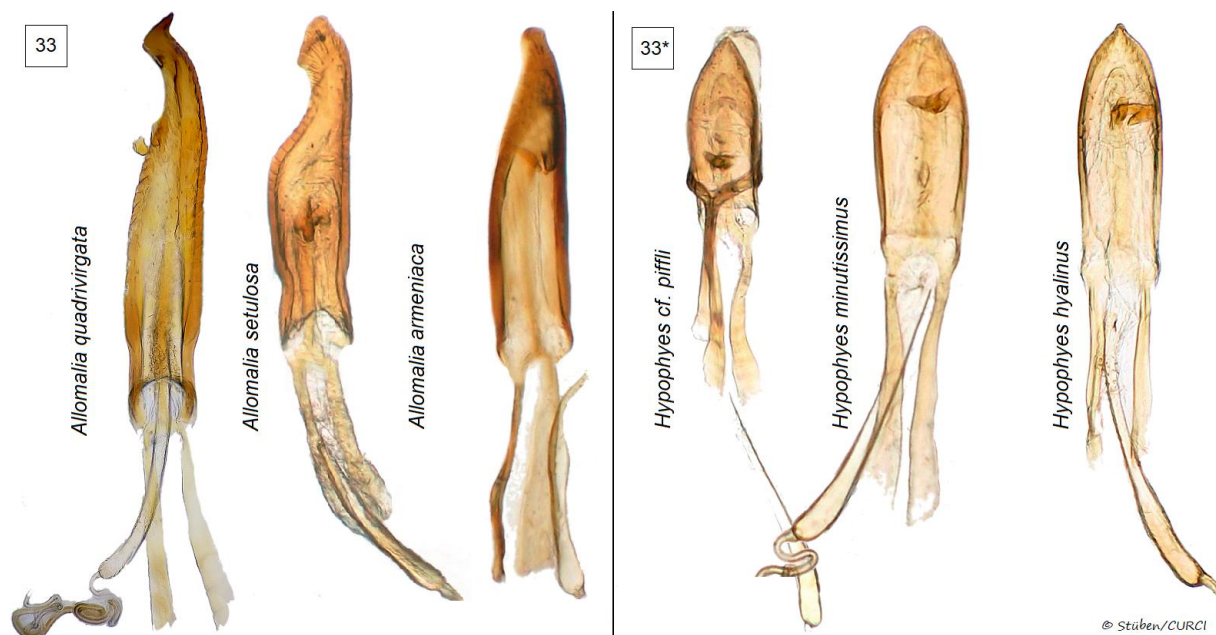 33
Allomalia quadrivirgata
Allomalia setulosa
Allomalia armeniaca
33*
Hypophyes cf. piffli
Hypophyes minutissimus
Hypophyes hyalinus
© Stüben/CURCI